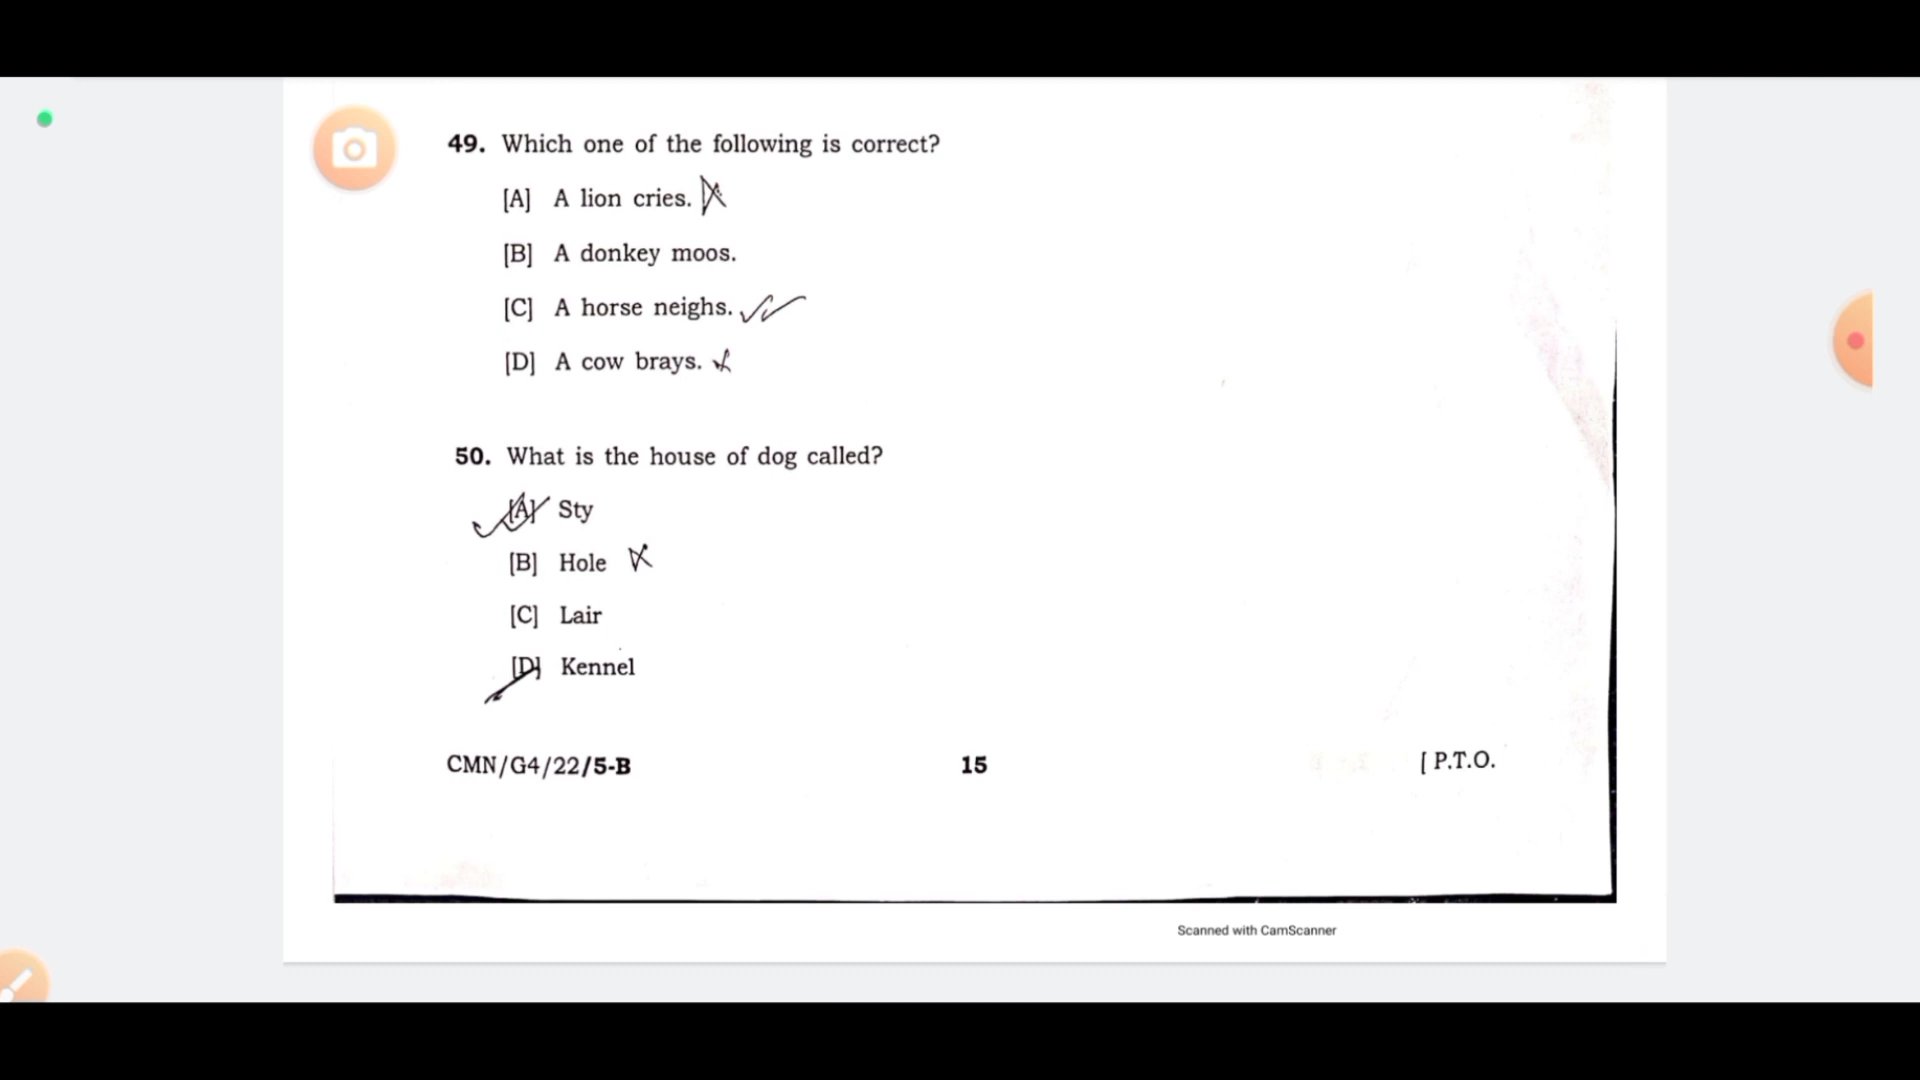 49. Which one of the following is correct?
[A] A lion cries.
[B] A donkey moos.
[C] A horse neighs.
[D] A cow brays.
50. What is the house of dog called?
[A] Sty
[B] Hole
[C] Lair
[D] Kennel
CMN/G4/22/5-B 15 [ P.T.O.
Scanned with CamScanner